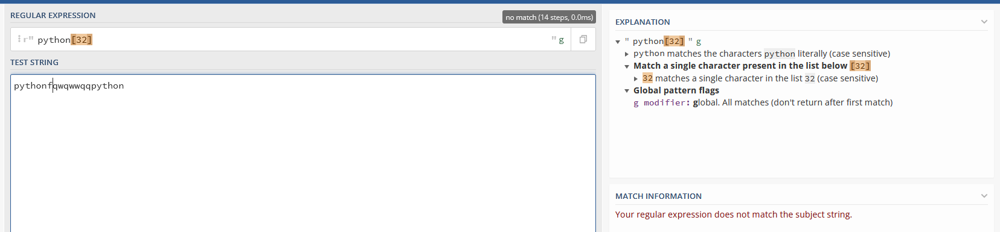 REGULAR EXPRESSION
no match (14 steps, 0.0ms)
r" python[32] " g
TEST STRING
pythonfqwqwwqqpython
EXPLANATION
" python[32] " g
python matches the characters python literally (case sensitive)
Match a single character present in the list below [32]
32 matches a single character in the list 32 (case sensitive)
Global pattern flags
g modifier: global. All matches (don't return after first match)
MATCH INFORMATION
Your regular expression does not match the subject string.